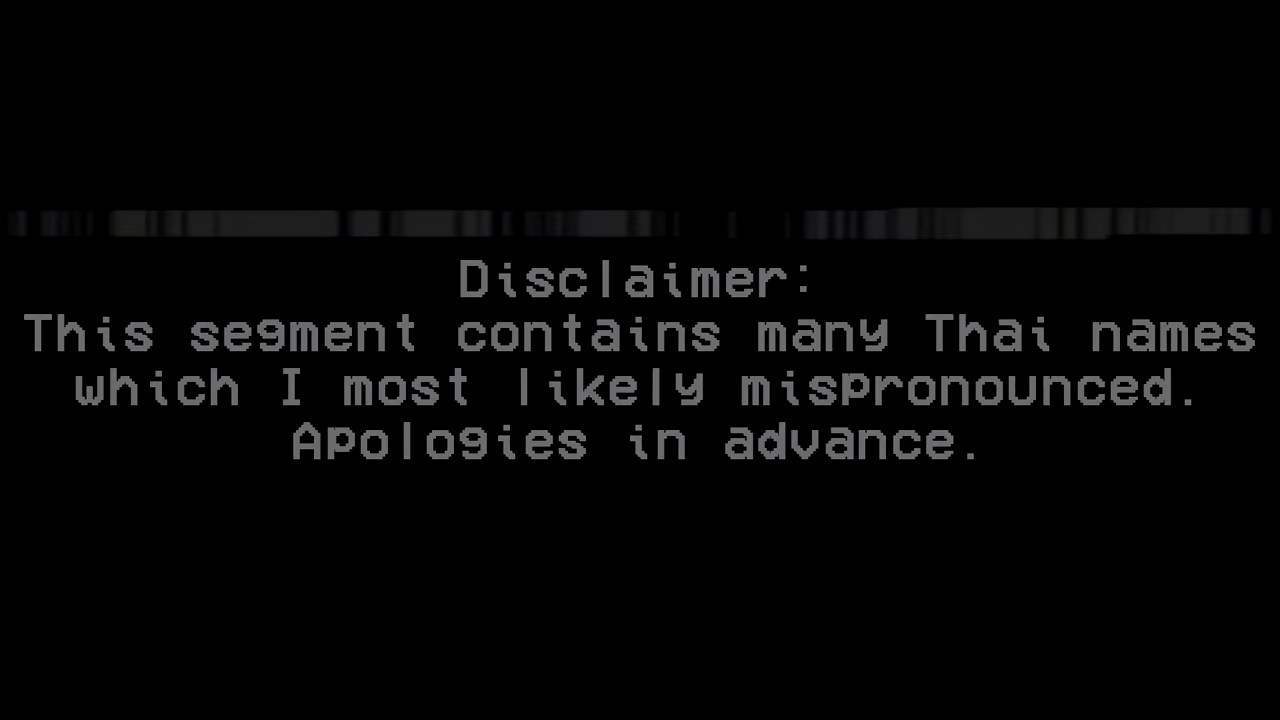 Disclaimer:
This segment contains many Thai names
which I most likely mispronounced.
Apologies in advance.